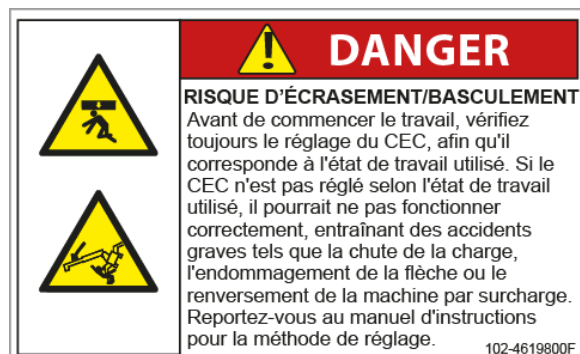 DANGER
RISQUE D'ÉCRASEMENT/BASCULEMENT
Avant de commencer le travail, vérifiez
toujours le réglage du CEC, afin qu'il
corresponde à l'état de travail utilisé. Si le
CEC n'est pas réglé selon l'état de travail
utilisé, il pourrait ne pas fonctionner
correctement, entraînant des accidents
graves tels que la chute de la charge,
l'endommagement de la flèche ou le
renversement de la machine par surcharge.
Reportez-vous au manuel d'instructions
pour la méthode de réglage.
102-4619800F